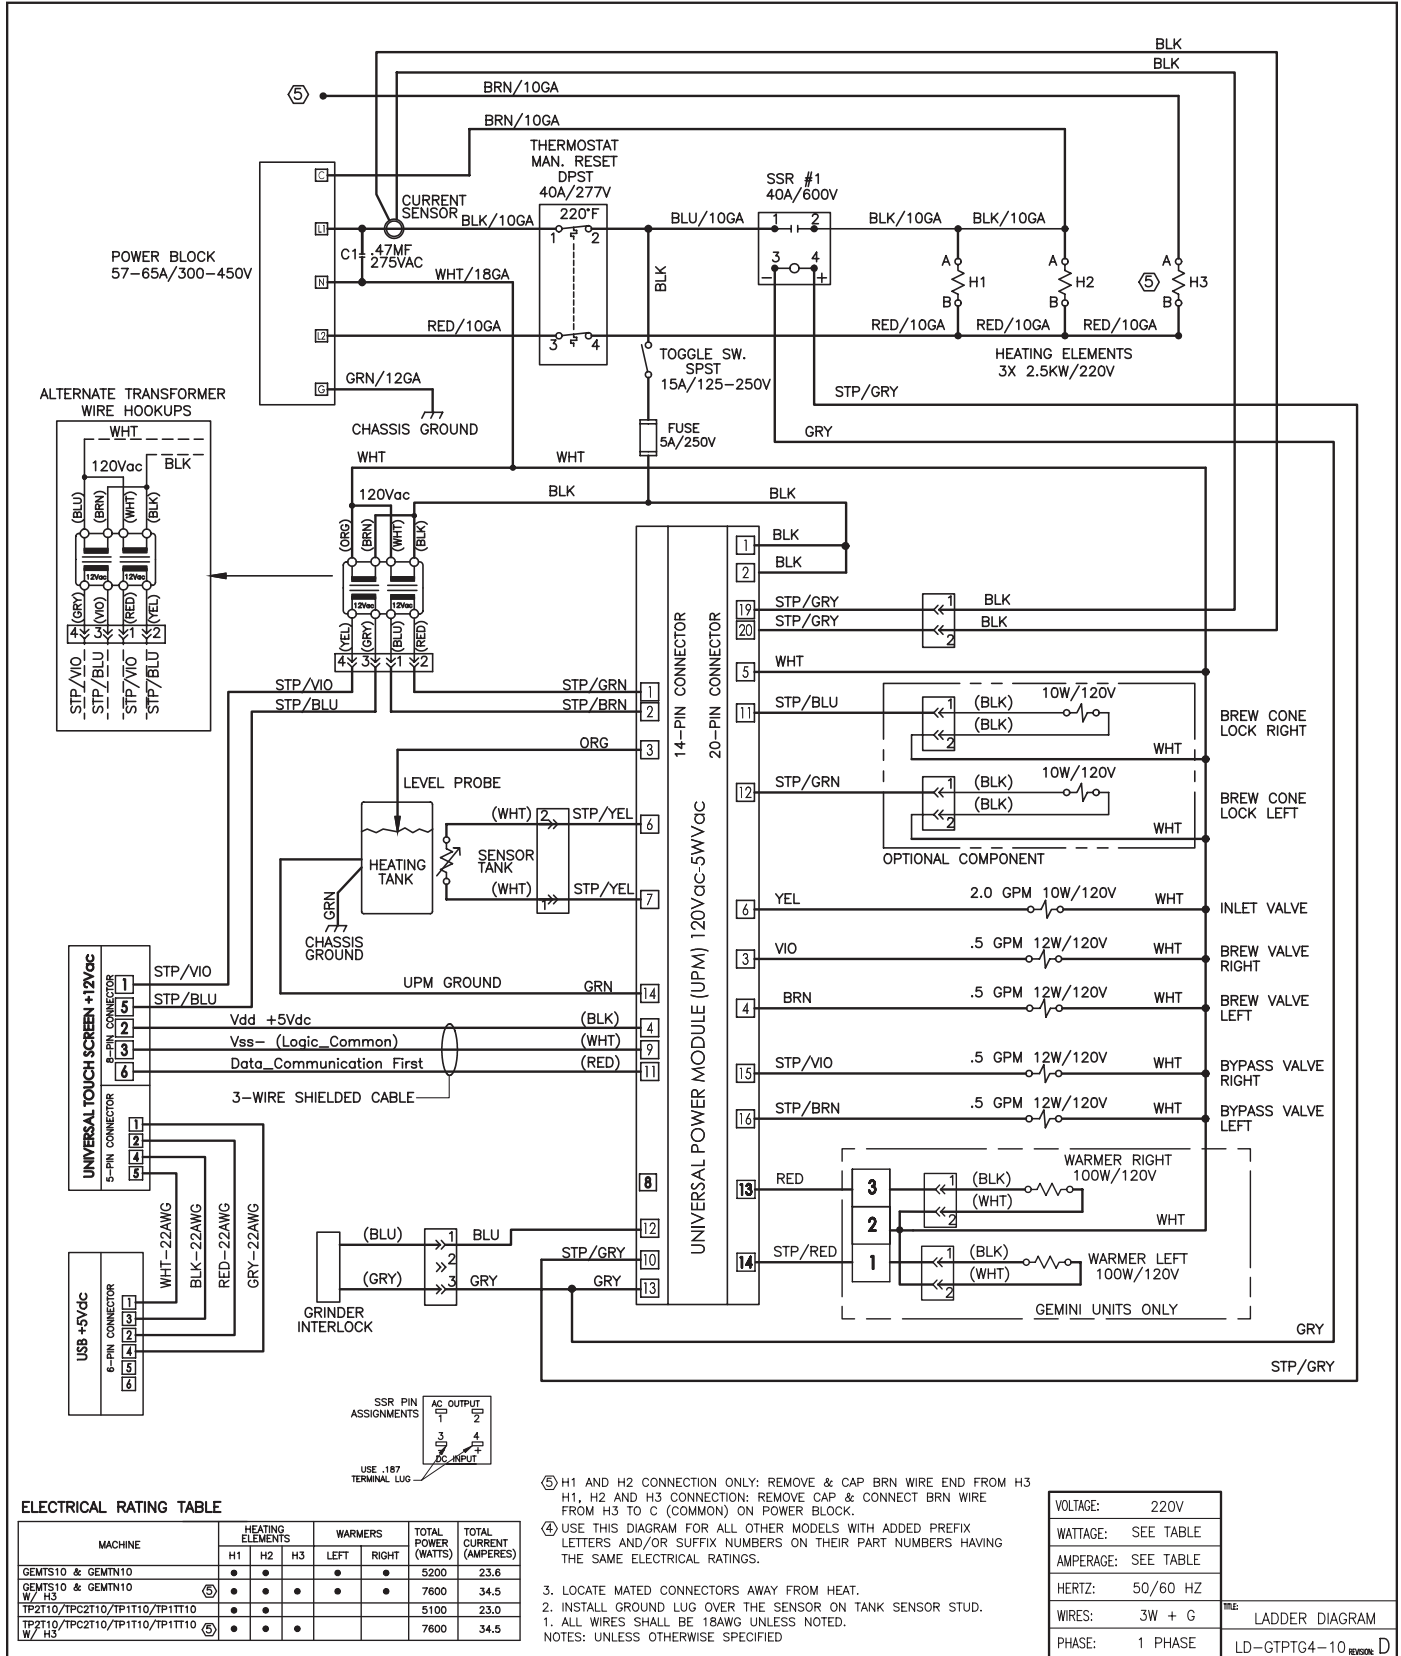 BLK
BLK
5
BRN/10GA
BRN/10GA
THERMOSTAT
MAN. RESET
DPST
40A/277V
SSR #1
40A/600V
C
CURRENT
SENSOR
BLK/10GA
220°F
1
2
BLU/10GA
1
2
BLK/10GA
BLK/10GA
L1
POWER BLOCK
57-65A/300-450V
C1
.47MF
275VAC
WHT/18GA
N
BLK
3
4
-
+
A
H1
B
A
H2
B
5
A
H3
B
L2
RED/10GA
3
4
RED/10GA
RED/10GA
RED/10GA
HEATING ELEMENTS
3X 2.5KW/220V
TOGGLE SW.
SPST
15A/125-250V
G
GRN/12GA
CHASSIS GROUND
FUSE
5A/250V
STP/GRY
GRY
ALTERNATE TRANSFORMER
WIRE HOOKUPS
WHT
120Vac
BLK
(BLU)
(BRN)
(WHT)
(BLK)
12Vac
12Vac
(GRY)
(VIO)
(RED)
(YEL)
4
3
1
2
STP/VIO
STP/BLU
STP/VIO
STP/BLU
WHT
WHT
BLK
BLK
120Vac
(ORG)
(BRN)
(WHT)
(BLK)
12Vac
12Vac
(YEL)
(GRY)
(BLU)
(RED)
4
3
1
2
STP/VIO
STP/BLU
STP/GRN
STP/BRN
1
2
14-PIN CONNECTOR
20-PIN CONNECTOR
UNIVERSAL POWER MODULE (UPM) 120Vac-5WVac
1
BLK
2
BLK
19
STP/GRY
20
STP/GRY
1
2
BLK
BLK
5
WHT
11
STP/BLU
1
2
(BLK)
(BLK)
10W/120V
WHT
BREW CONE
LOCK RIGHT
12
STP/GRN
1
2
(BLK)
(BLK)
10W/120V
WHT
BREW CONE
LOCK LEFT
OPTIONAL COMPONENT
ORG
3
LEVEL PROBE
HEATING
TANK
(WHT)
2
STP/YEL
6
SENSOR
TANK
(WHT)
1
STP/YEL
7
GRN
CHASSIS
GROUND
UPM GROUND
GRN
14
6
YEL
2.0 GPM 10W/120V
WHT
INLET VALVE
3
VIO
.5 GPM 12W/120V
WHT
BREW VALVE
RIGHT
4
BRN
.5 GPM 12W/120V
WHT
BREW VALVE
LEFT
15
STP/VIO
.5 GPM 12W/120V
WHT
BYPASS VALVE
RIGHT
16
STP/BRN
.5 GPM 12W/120V
WHT
BYPASS VALVE
LEFT
UNIVERSAL TOUCH SCREEN +12Vac
8-PIN CONNECTOR
1
STP/VIO
5
STP/BLU
2
Vdd +5Vdc
(BLK)
4
3
Vss- (Logic_Common)
(WHT)
9
6
Data_Communication First
(RED)
11
3-WIRE SHIELDED CABLE
5-PIN CONNECTOR
1
2
4
5
WHT-22AWG
BLK-22AWG
RED-22AWG
GRY-22AWG
USB +5Vdc
6-PIN CONNECTOR
1
3
2
4
5
6
8
12
10
13
(BLU)
1
BLU
2
(GRY)
3
GRY
STP/GRY
GRY
GRINDER
INTERLOCK
13
RED
14
STP/RED
3
2
1
WARMER RIGHT
100W/120V
1
2
(BLK)
(WHT)
WHT
1
2
(BLK)
(WHT)
WARMER LEFT
100W/120V
GEMINI UNITS ONLY
GRY
STP/GRY
SSR PIN
ASSIGNMENTS
AC OUTPUT
1
2
3
4
-
+
DC INPUT
USE .187
TERMINAL LUG
5 H1 AND H2 CONNECTION ONLY: REMOVE & CAP BRN WIRE END FROM H3
H1, H2 AND H3 CONNECTION: REMOVE CAP & CONNECT BRN WIRE
FROM H3 TO C (COMMON) ON POWER BLOCK.
4 USE THIS DIAGRAM FOR ALL OTHER MODELS WITH ADDED PREFIX
LETTERS AND/OR SUFFIX NUMBERS ON THEIR PART NUMBERS HAVING
THE SAME ELECTRICAL RATINGS.
3. LOCATE MATED CONNECTORS AWAY FROM HEAT.
2. INSTALL GROUND LUG OVER THE SENSOR ON TANK SENSOR STUD.
1. ALL WIRES SHALL BE 18AWG UNLESS NOTED.
NOTES: UNLESS OTHERWISE SPECIFIED
ELECTRICAL RATING TABLE
MACHINE
HEATING
ELEMENTS
WARMERS
TOTAL
POWER
(WATTS)
TOTAL
CURRENT
(AMPERES)
H1 H2 H3 LEFT RIGHT
GEMTS10 & GEMTN10 ● ● ● ● 5200 23.6
GEMTS10 & GEMTN10
W/ H3 5 ● ● ● ● ● 7600 34.5
TP2T10/TPC2T10/TP1T10/TP1TT10 ● ● 5100 23.0
TP2T10/TPC2T10/TP1T10/TP1TT10
W/ H3 5 ● ● ● 7600 34.5
VOLTAGE: 220V
WATTAGE: SEE TABLE
AMPERAGE: SEE TABLE
HERTZ: 50/60 HZ
WIRES: 3W + G
PHASE: 1 PHASE
TITLE:
LADDER DIAGRAM
LD-GTPTG4-10 REVISION: D